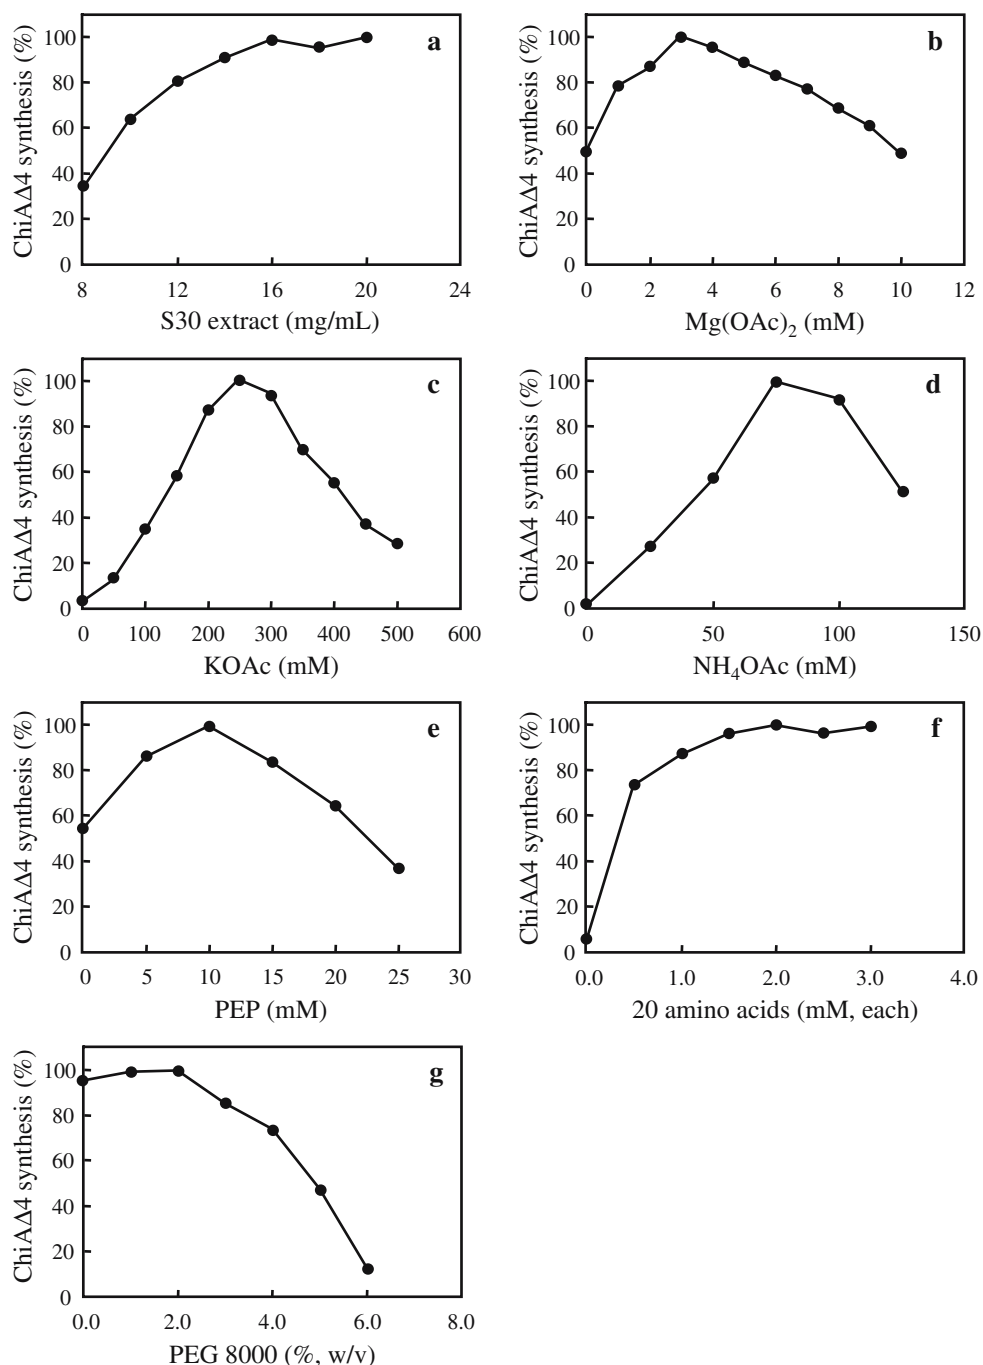 a
ChiAΔ4 synthesis (%)
100
80
60
40
20
0
8 12 16 20 24
S30 extract (mg/mL)
b
ChiAΔ4 synthesis (%)
100
80
60
40
20
0
0 2 4 6 8 10 12
Mg(OAc)₂ (mM)
c
ChiAΔ4 synthesis (%)
100
80
60
40
20
0
0 100 200 300 400 500 600
KOAc (mM)
d
ChiAΔ4 synthesis (%)
100
80
60
40
20
0
0 50 100 150
NH₄OAc (mM)
e
ChiAΔ4 synthesis (%)
100
80
60
40
20
0
0 5 10 15 20 25 30
PEP (mM)
f
ChiAΔ4 synthesis (%)
100
80
60
40
20
0
0.0 1.0 2.0 3.0 4.0
20 amino acids (mM, each)
g
ChiAΔ4 synthesis (%)
100
80
60
40
20
0
0.0 2.0 4.0 6.0 8.0
PEG 8000 (%, w/v)